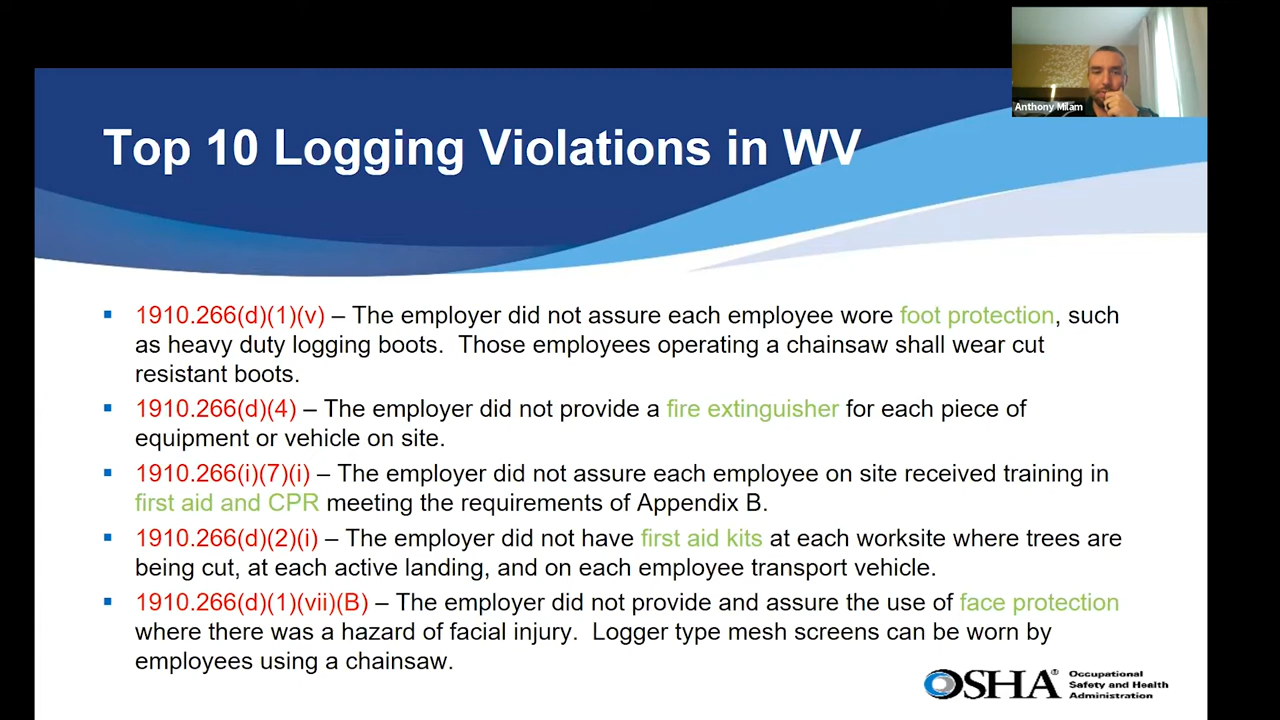 Anthony Milam
Top 10 Logging Violations in WV
▪ 1910.266(d)(1)(v) – The employer did not assure each employee wore foot protection, such
as heavy duty logging boots.  Those employees operating a chainsaw shall wear cut
resistant boots.
▪ 1910.266(d)(4) – The employer did not provide a fire extinguisher for each piece of
equipment or vehicle on site.
▪ 1910.266(i)(7)(i) – The employer did not assure each employee on site received training in
first aid and CPR meeting the requirements of Appendix B.
▪ 1910.266(d)(2)(i) – The employer did not have first aid kits at each worksite where trees are
being cut, at each active landing, and on each employee transport vehicle.
▪ 1910.266(d)(1)(vii)(B) – The employer did not provide and assure the use of face protection
where there was a hazard of facial injury.  Logger type mesh screens can be worn by
employees using a chainsaw.
OSHA®
Occupational
Safety and Health
Administration